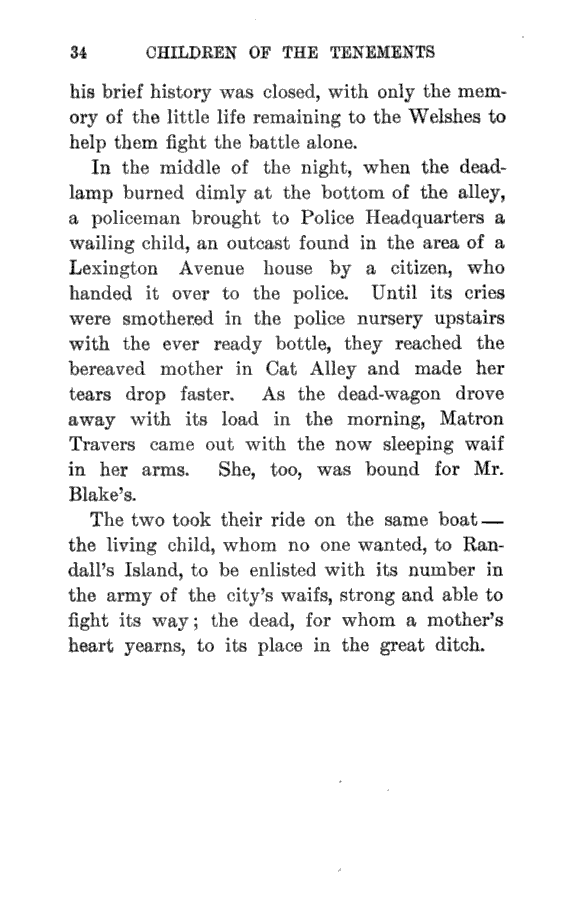 34 CHILDREN OF THE TENEMENTS
his brief history was closed, with only the mem-
ory of the little life remaining to the Welshes to
help them fight the battle alone.
In the middle of the night, when the dead-
lamp burned dimly at the bottom of the alley,
a policeman brought to Police Headquarters a
wailing child, an outcast found in the area of a
Lexington Avenue house by a citizen, who
handed it over to the police. Until its cries
were smothered in the police nursery upstairs
with the ever ready bottle, they reached the
bereaved mother in Cat Alley and made her
tears drop faster. As the dead-wagon drove
away with its load in the morning, Matron
Travers came out with the now sleeping waif
in her arms. She, too, was bound for Mr.
Blake's.
The two took their ride on the same boat —
the living child, whom no one wanted, to Ran-
dall's Island, to be enlisted with its number in
the army of the city's waifs, strong and able to
fight its way; the dead, for whom a mother's
heart yearns, to its place in the great ditch.